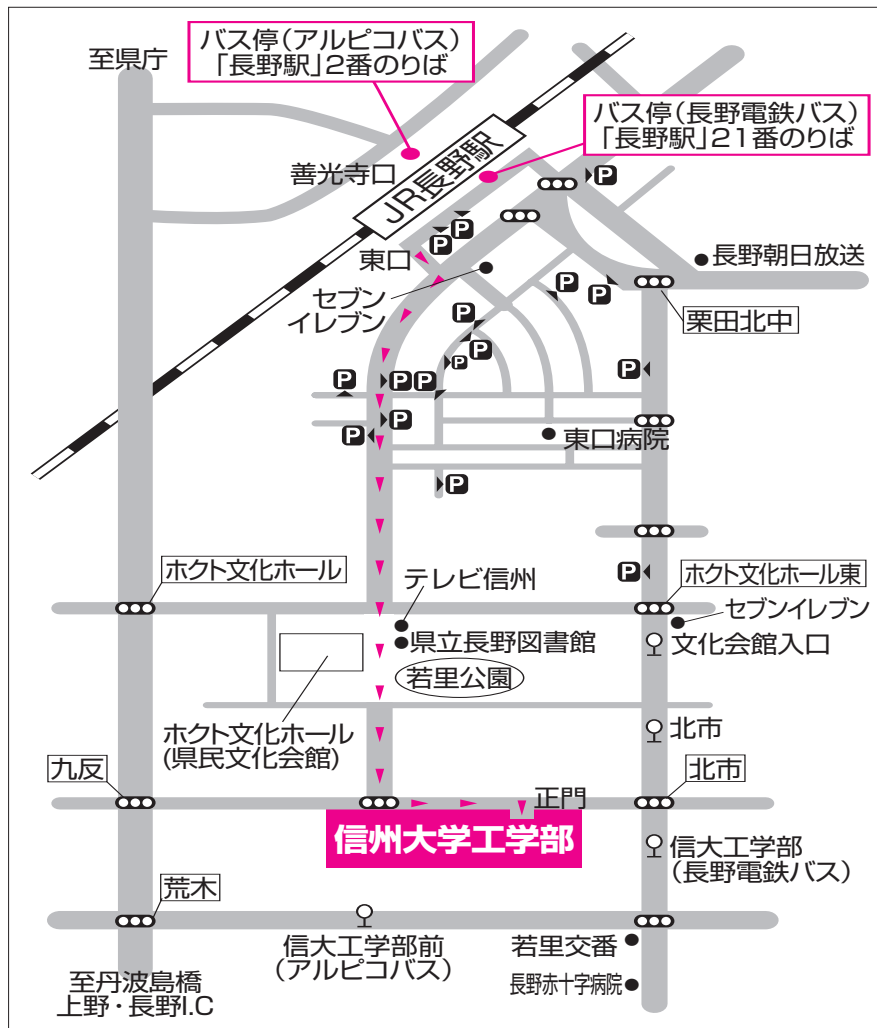 至県庁
バス停(アルピコバス)
「長野駅」2番のりば
バス停(長野電鉄バス)
「長野駅」21番のりば
善光寺口
JR長野駅
P
東口
P
P
長野朝日放送
セブン
イレブン
P
P
栗田北中
P
P
P
P
P
P
P
P
P
東口病院
P
P
ホクト文化ホール
テレビ信州
ホクト文化ホール東
セブンイレブン
県立長野図書館
文化会館入口
若里公園
ホクト文化ホール
(県民文化会館)
北市
九反
正門
北市
信州大学工学部
信大工学部
(長野電鉄バス)
荒木
信大工学部前
(アルピコバス)
若里交番
長野赤十字病院
至丹波島橋
上野・長野I.C